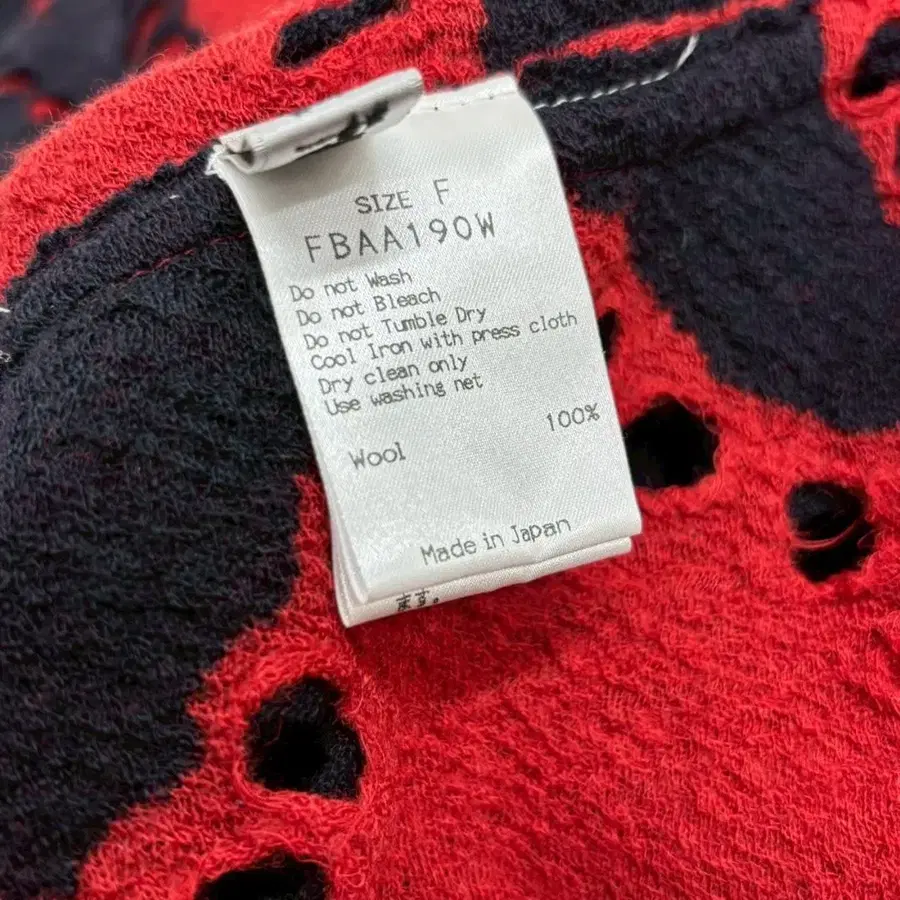 SIZE F
FBAA190W
Do not Wash
Do not Bleach
Do not Tumble Dry
Cool Iron with press cloth
Dry clean only
Use washing net
100%
Wool
Made in Japan